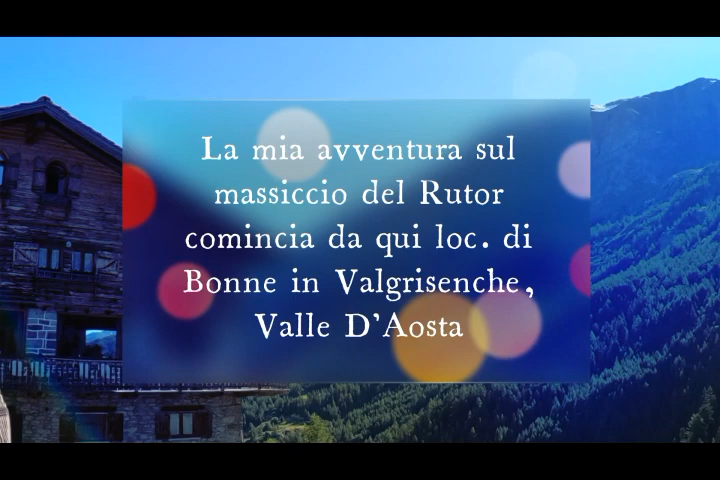 La mia avventura sul
massiccio del Rutor
comincia da qui loc. di
Bonne in Valgrisenche,
Valle D'Aosta